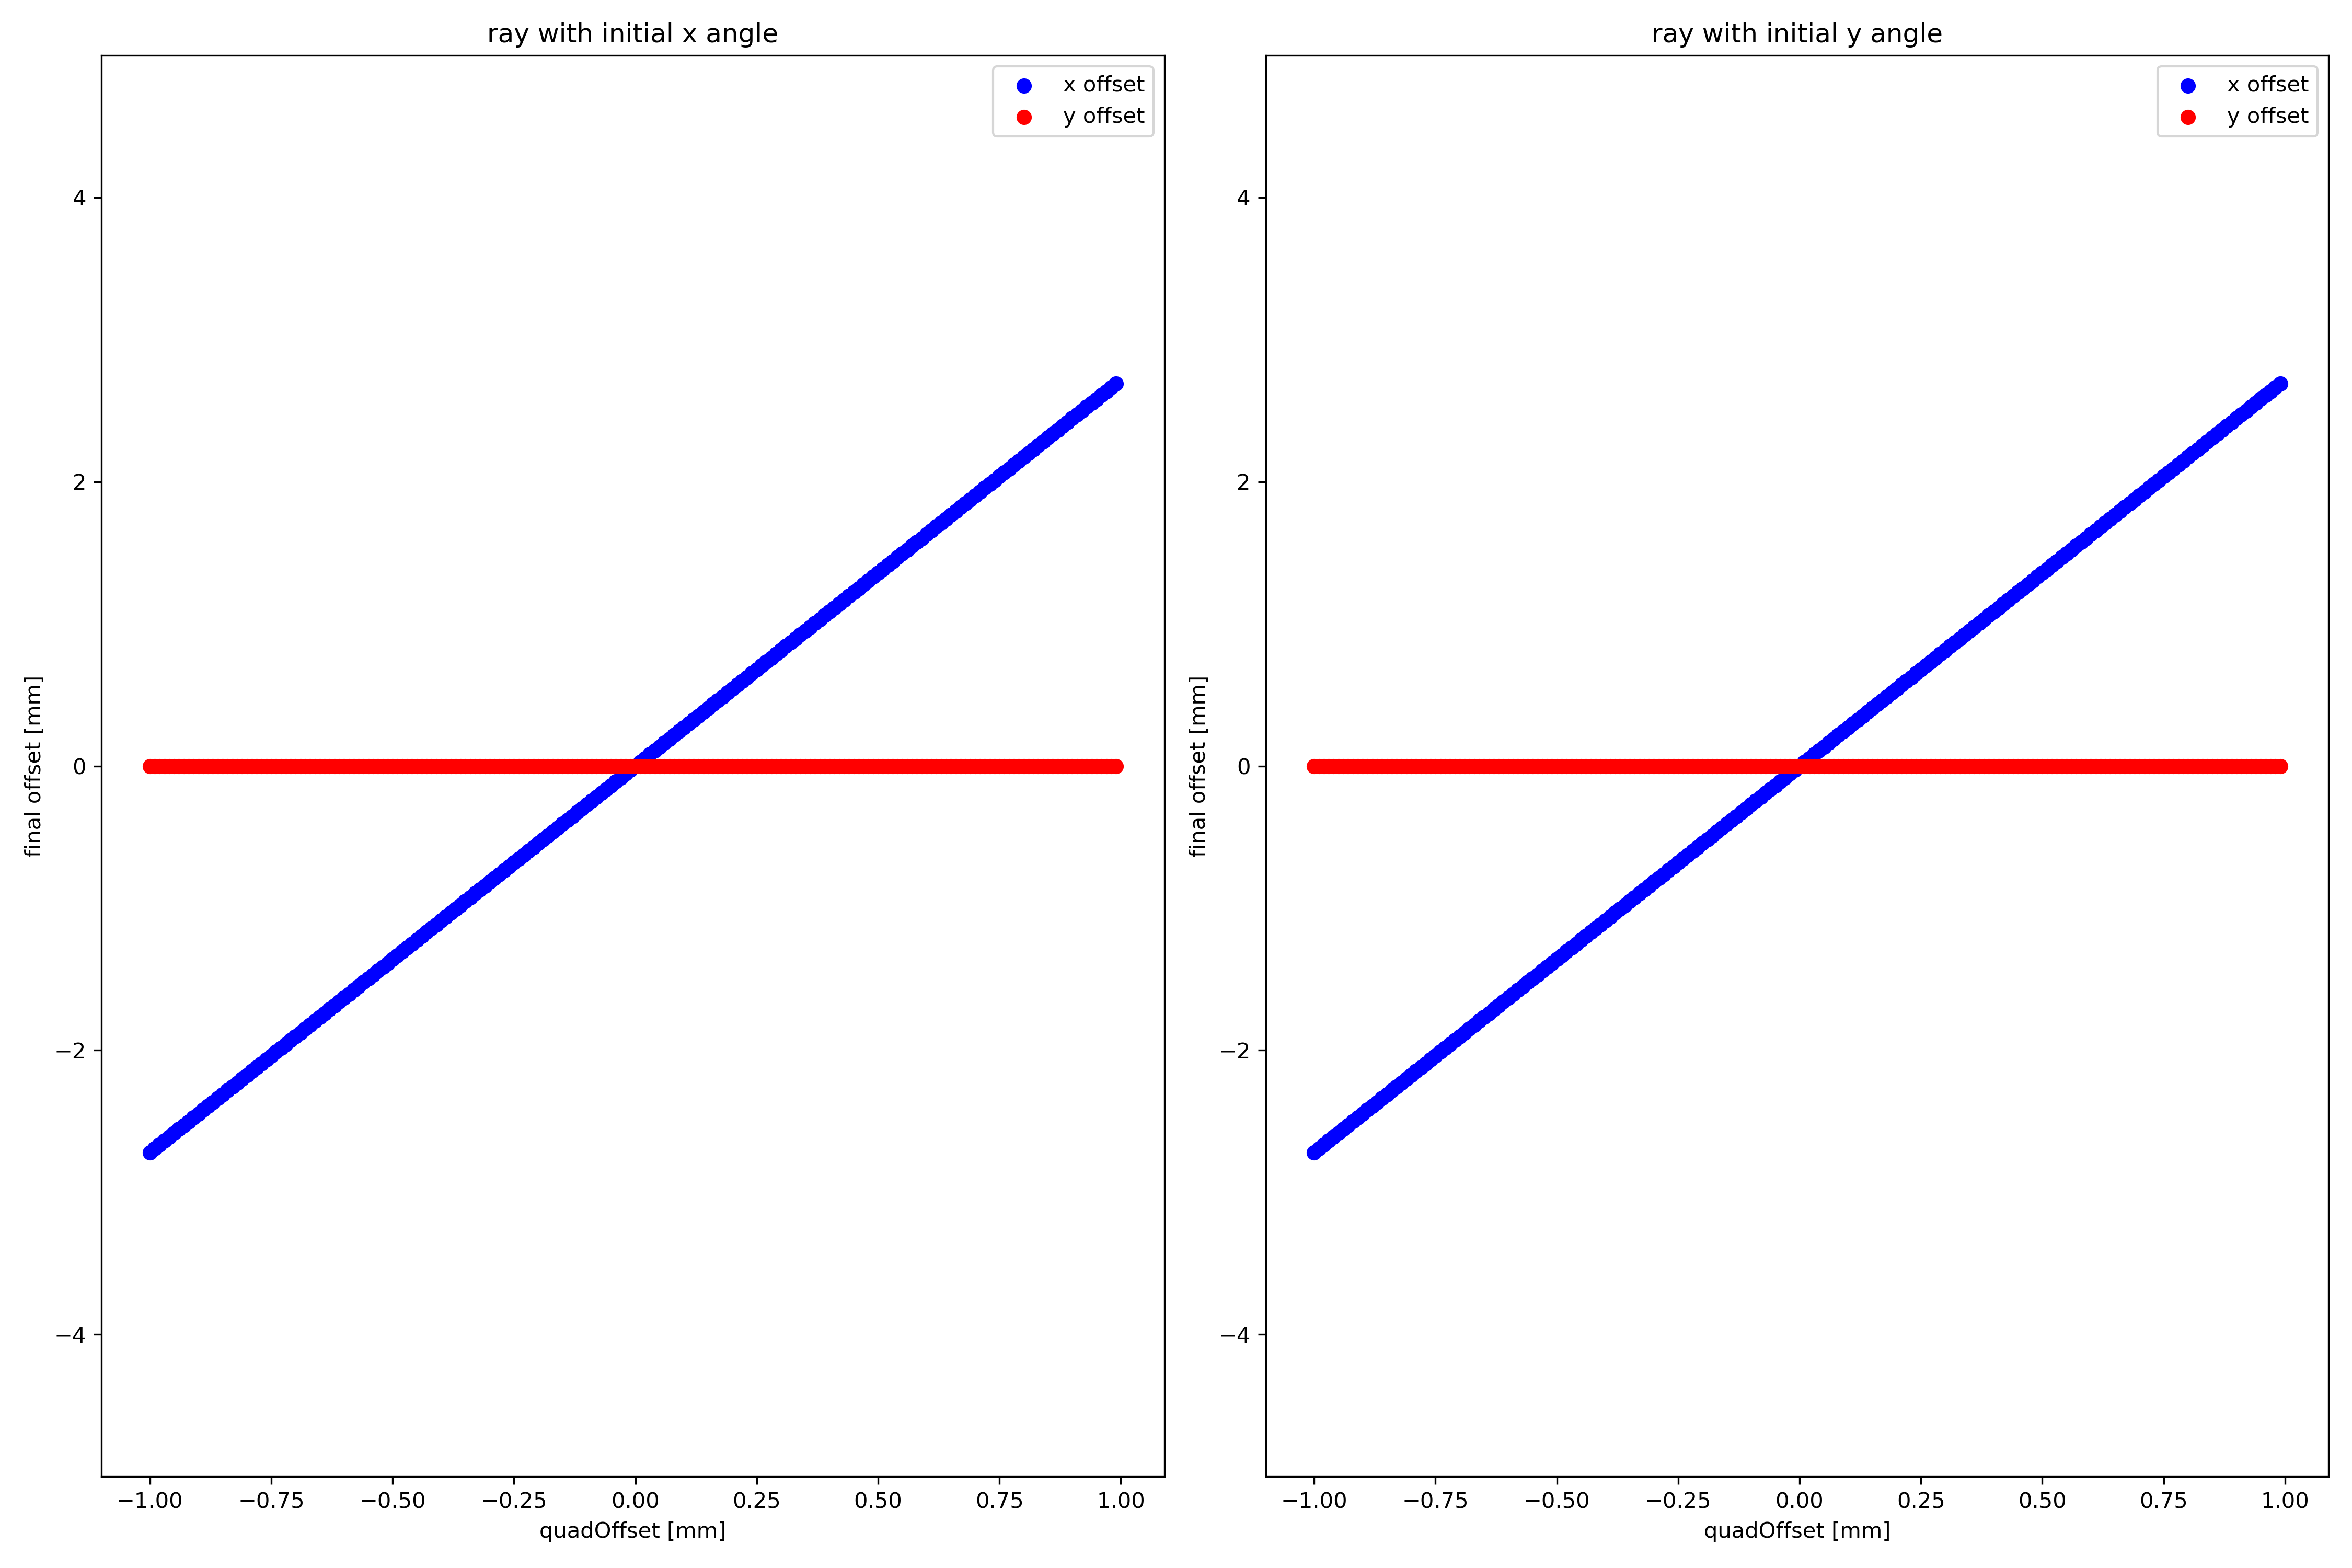 ray with initial x angle
x offset
y offset
4
2
0
−2
−4
final offset [mm]
−1.00 −0.75 −0.50 −0.25 0.00 0.25 0.50 0.75 1.00
quadOffset [mm]
ray with initial y angle
x offset
y offset
4
2
0
−2
−4
final offset [mm]
−1.00 −0.75 −0.50 −0.25 0.00 0.25 0.50 0.75 1.00
quadOffset [mm]